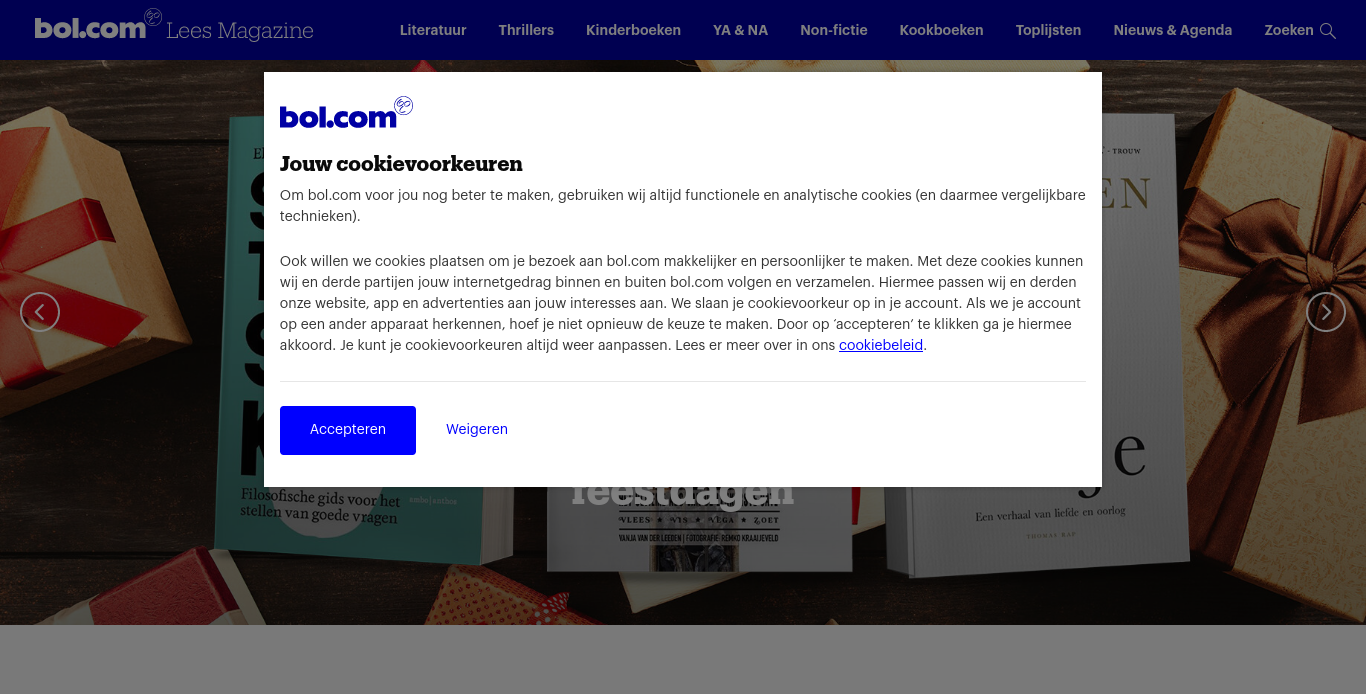 bol.com Lees Magazine
Literatuur
Thrillers
Kinderboeken
YA & NA
Non-fictie
Kookboeken
Toplijsten
Nieuws & Agenda
Zoeken
bol.com
Jouw cookievoorkeuren
Om bol.com voor jou nog beter te maken, gebruiken wij altijd functionele en analytische cookies (en daarmee vergelijkbare
technieken).
Ook willen we cookies plaatsen om je bezoek aan bol.com makkelijker en persoonlijker te maken. Met deze cookies kunnen
wij en derde partijen jouw internetgedrag binnen en buiten bol.com volgen en verzamelen. Hiermee passen wij en derden
onze website, app en advertenties aan jouw interesses aan. We slaan je cookievoorkeur op in je account. Als we je account
op een ander apparaat herkennen, hoef je niet opnieuw de keuze te maken. Door op ‘accepteren’ te klikken ga je hiermee
akkoord. Je kunt je cookievoorkeuren altijd weer aanpassen. Lees er meer over in ons cookiebeleid.
Accepteren
Weigeren
feestdagen
TROUW
Filosofische gids voor het
stellen van goede vragen
VLEES ★ VIS ★ VEGA ★ ZOET
VANJA VAN DER LEEDEN | FOTOGRAFIE: REMKO KRAAIJEVELD
Een verhaal van liefde en oorlog
THOMAS RAP